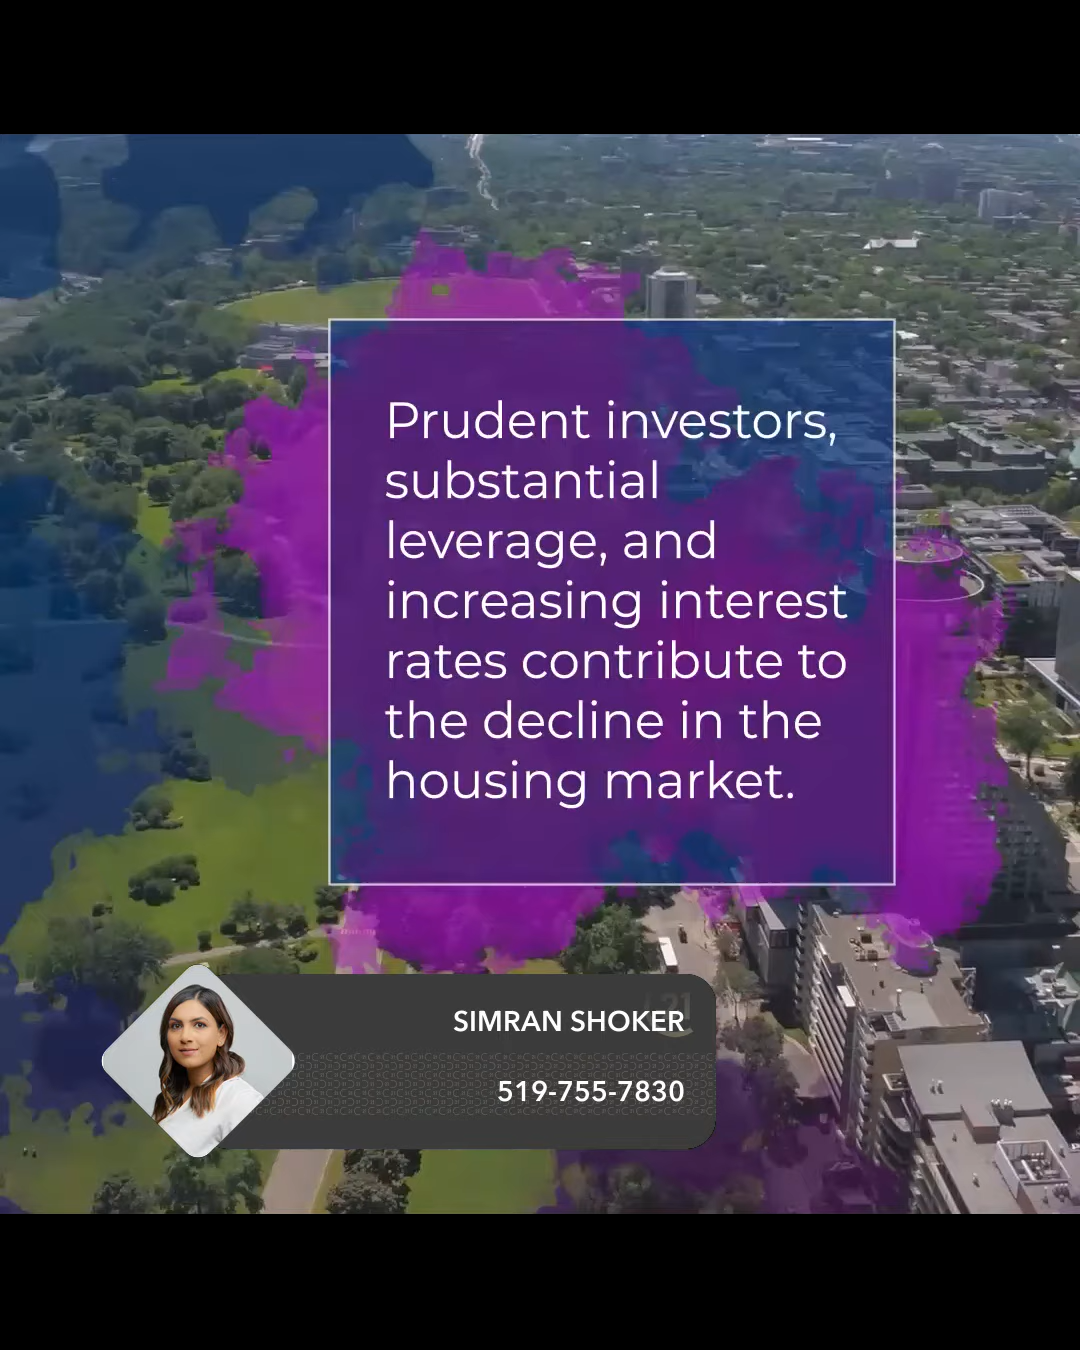 Prudent investors,
substantial
leverage, and
increasing interest
rates contribute to
the decline in the
housing market.
21
SIMRAN SHOKER
519-755-7830